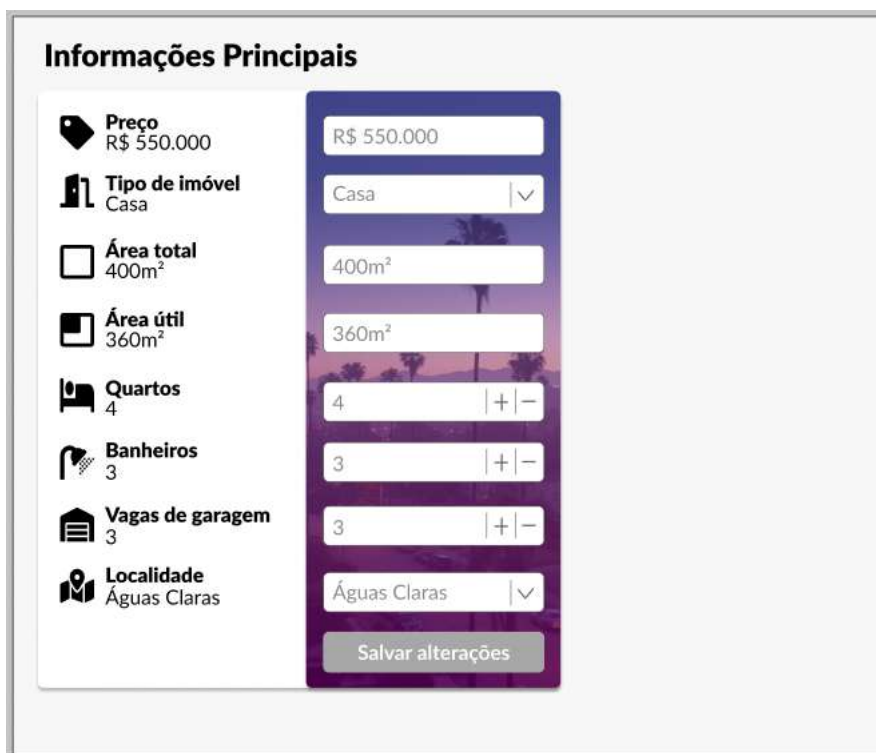 Informações Principais
Preço
R$ 550.000
R$ 550.000
Tipo de imóvel
Casa
Casa
Área total
400m²
400m²
Área útil
360m²
360m²
Quartos
4
4
Banheiros
3
3
Vagas de garagem
3
3
Localidade
Águas Claras
Águas Claras
Salvar alterações